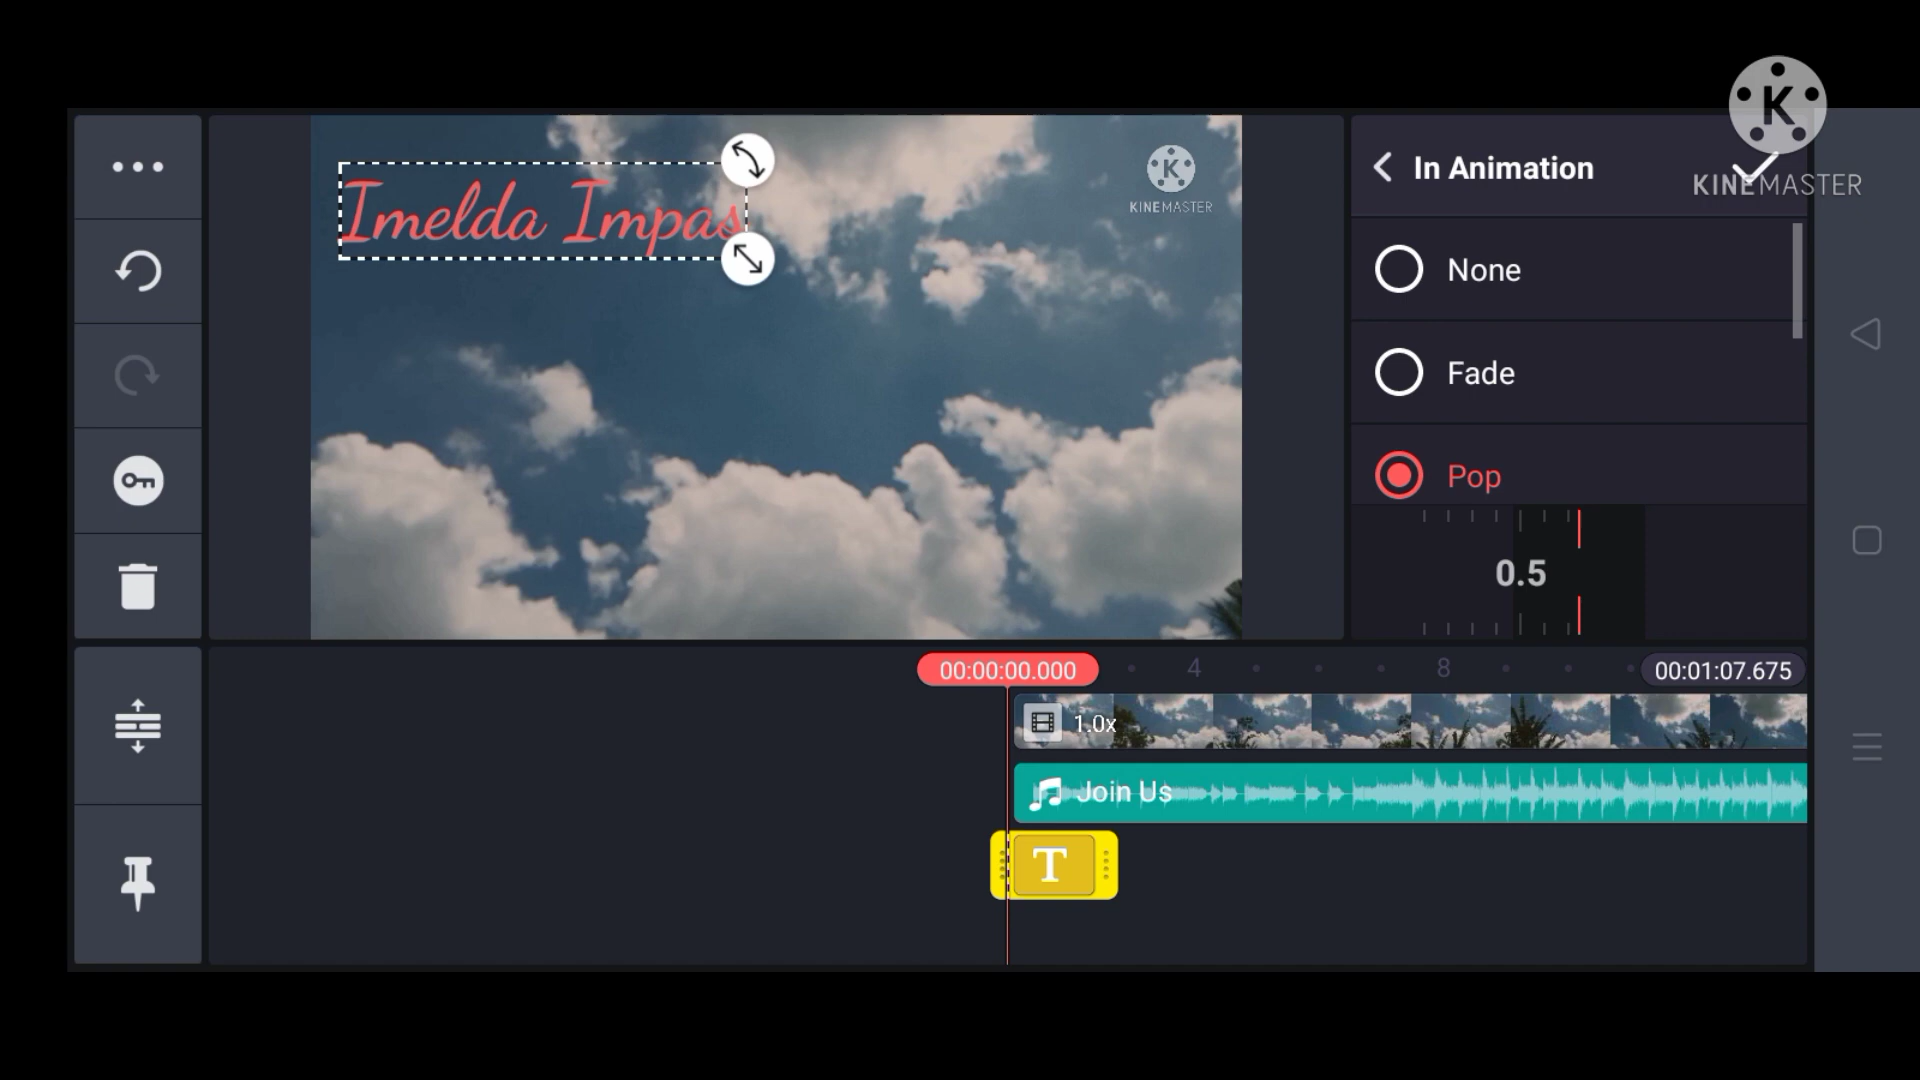 Imelda Impas
K
KINEMASTER
In Animation
K
KINEMASTER
None
Fade
Pop
0.5
00:00:00.000
4
8
00:01:07.675
1.0x
Join Us
T